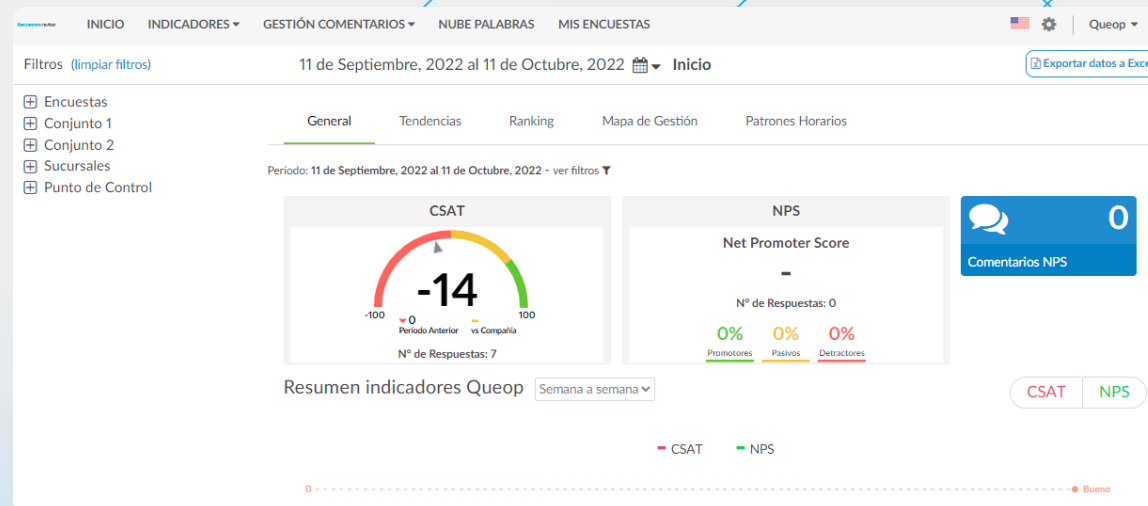 INICIO INDICADORES GESTIÓN COMENTARIOS NUBE PALABRAS MIS ENCUESTAS Queop
Filtros (limpiar filtros)
11 de Septiembre, 2022 al 11 de Octubre, 2022 Inicio
Exportar datos a Exce
Encuestas
Conjunto 1
Conjunto 2
Sucursales
Punto de Control
General Tendencias Ranking Mapa de Gestión Patrones Horarios
Período: 11 de Septiembre, 2022 al 11 de Octubre, 2022 - ver filtros
CSAT
-14
-100 100
0 -
Período Anterior vs Compañía
N° de Respuestas: 7
NPS
Net Promoter Score
-
N° de Respuestas: 0
0% 0% 0%
Promotores Pasivos Detractores
0
Comentarios NPS
Resumen indicadores Queop Semana a semana
CSAT NPS
CSAT NPS
0 Bueno